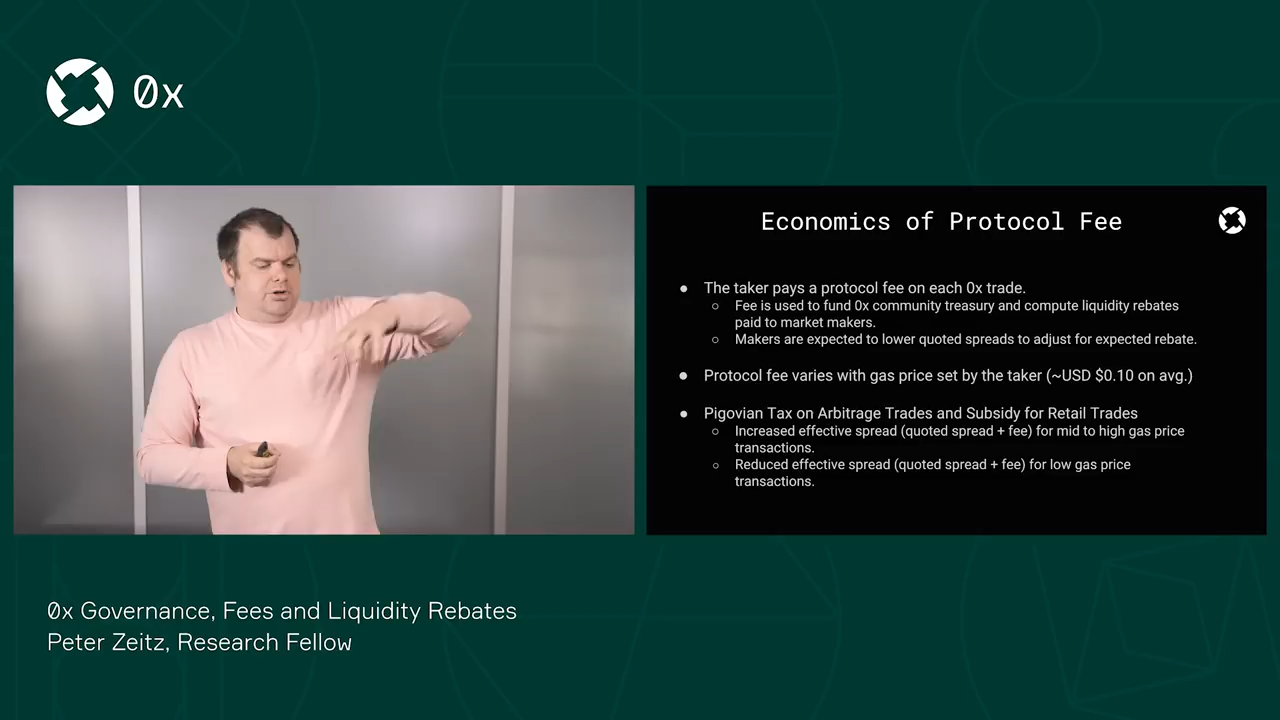 0x
Economics of Protocol Fee
● The taker pays a protocol fee on each 0x trade.
○ Fee is used to fund 0x community treasury and compute liquidity rebates
paid to market makers.
○ Makers are expected to lower quoted spreads to adjust for expected rebate.
● Protocol fee varies with gas price set by the taker (~USD $0.10 on avg.)
● Pigovian Tax on Arbitrage Trades and Subsidy for Retail Trades
○ Increased effective spread (quoted spread + fee) for mid to high gas price
transactions.
○ Reduced effective spread (quoted spread + fee) for low gas price
transactions.
0x Governance, Fees and Liquidity Rebates
Peter Zeitz, Research Fellow